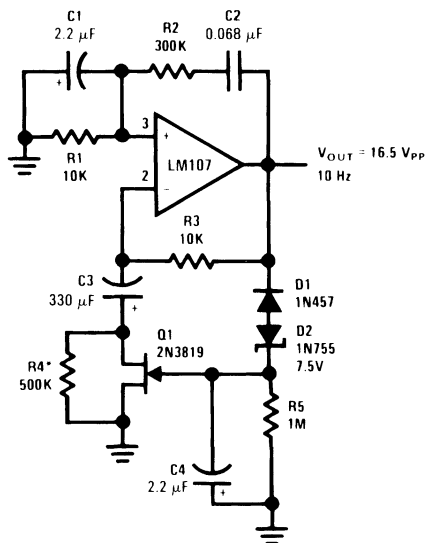 C1
2.2 μF
+
R2
300K
C2
0.068 μF
R1
10K
3
+
LM107
2
−
VOUT = 16.5 VPP
10 Hz
R3
10K
C3
330 μF
+
D1
1N457
D2
1N755
7.5V
Q1
2N3819
R4*
500K
R5
1M
C4
2.2 μF
+